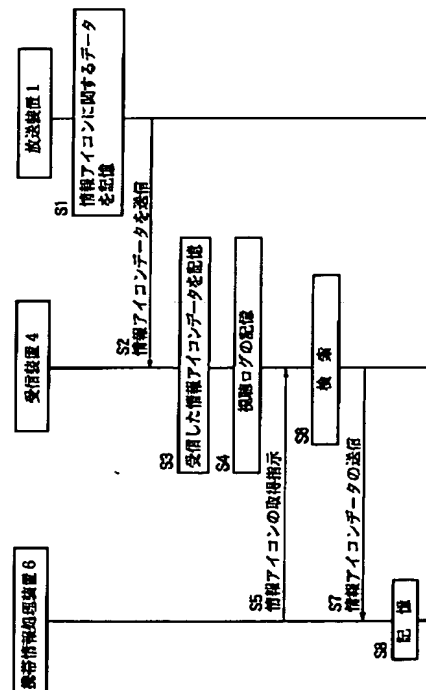 携帯情報処理装置6
受信装置4
放送装置1
S1
情報アイコンに関するデータ
を記憶
S2
情報アイコンデータを送信
S3
受信した情報アイコンデータを記憶
S4
視聴ログの記憶
S5
情報アイコンの取得指示
S6
検 索
S7
情報アイコンデータの送信
S8
記 憶